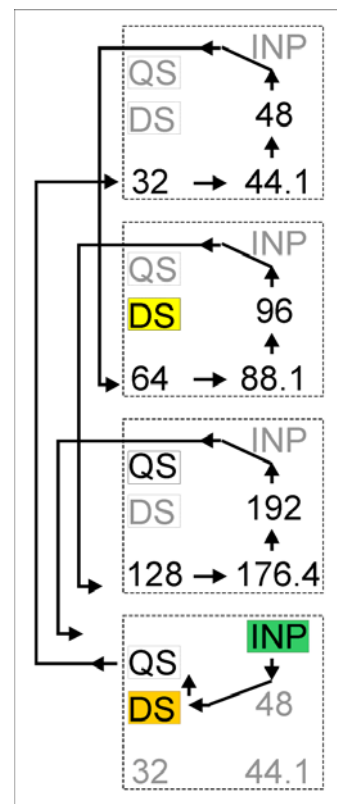 INP
QS
DS 48
32 44.1
INP
QS
DS 96
64 88.1
INP
QS
DS 192
128 176.4
INP
QS
DS 48
32 44.1